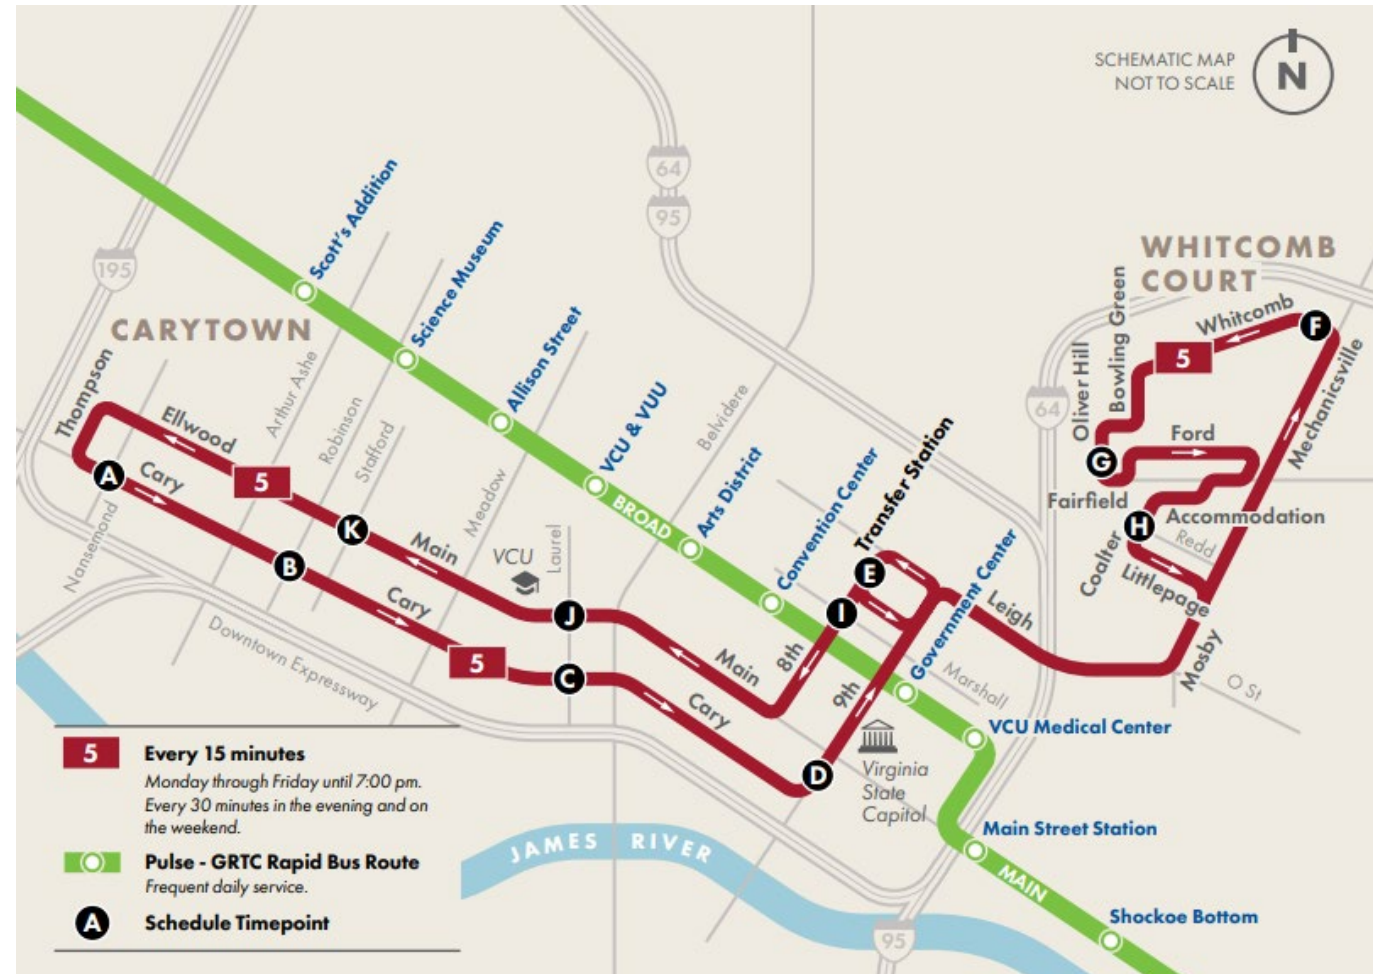 SCHEMATIC MAP
NOT TO SCALE
N
64
95
Scott's Addition
Science Museum
Allison Street
VCU & VUU
Arts District
Convention Center
Transfer Station
Government Center
WHITCOMB
COURT
195
CARYTOWN
Thompson
Ellwood
Arthur Ashe
Robinson
Stafford
Meadow
Belvidere
Laurel
VCU
BROAD
5
K
Main
A
Cary
B
Cary
Nansemond
Downtown Expressway
5
C
J
Main
Cary
8th
9th
E
I
D
Leigh
Marshall
Virginia
State
Capitol
64
Oliver Hill
Bowling Green
Whitcomb
F
5
Mechanicsville
Ford
G
Fairfield
H
Accommodation
Redd
Coalter
Littlepage
Mosby
O St
VCU Medical Center
Main Street Station
MAIN
Shockoe Bottom
JAMES RIVER
95
5
Every 15 minutes
Monday through Friday until 7:00 pm.
Every 30 minutes in the evening and on
the weekend.
Pulse - GRTC Rapid Bus Route
Frequent daily service.
A
Schedule Timepoint